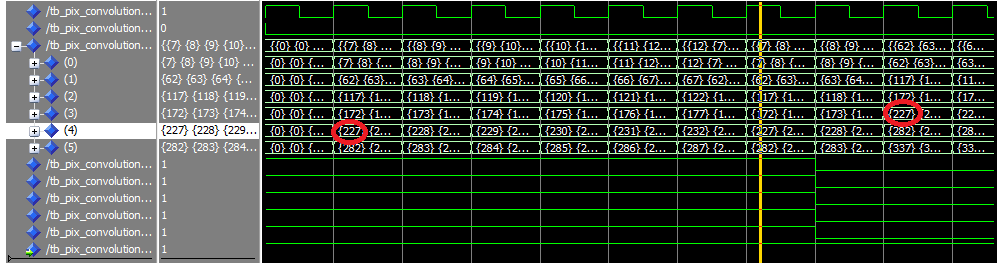 /tb_pix_convolution... 1
/tb_pix_convolution... 0
/tb_pix_convolution... {{7} {8} {9} {10}... {{0} {0} {... {{7} {8} ... {{8} {9} ... {{9} {10}... {{10} {1... {{11} {12... {{12} {7}... {8} ... {{8} {9} ... {{62} {63... {{6...
(0) {7} {8} {9} {10} ... {0} {0} {... {7} {8} {... {8} {9} {... {9} {10} ... {10} {11... {11} {12... {12} {7} ... {8} {... {8} {9} {... {62} {63... {63...
(1) {62} {63} {64} {... {0} {0} {... {62} {63}... {63} {64... {64} {65... {65} {66... {66} {67... {67} {62... {63}... {63} {64... {117} {1... {11...
(2) {117} {118} {119... {0} {0} {... {117} {1... {118} {1... {119} {1... {120} {1... {121} {1... {122} {1... {1... {118} {1... {172} {1... {17...
(3) {172} {173} {174... {0} {0} {... {172} {1... {173} {1... {174} {1... {175} {1... {176} {1... {177} {1... {1... {173} {1... {227} {2... {22...
(4) {227} {228} {229... {0} {0} {... {227} {2... {228} {2... {229} {2... {230} {2... {231} {2... {232} {2... {2... {228} {2... {282} {2... {28...
(5) {282} {283} {284... {0} {0} {... {282} {2... {283} {2... {284} {2... {285} {2... {286} {2... {287} {2... {2... {283} {2... {337} {3... {33...
/tb_pix_convolution... 1
/tb_pix_convolution... 1
/tb_pix_convolution... 1
/tb_pix_convolution... 1
/tb_pix_convolution... 1
/tb_pix_convolution... 1